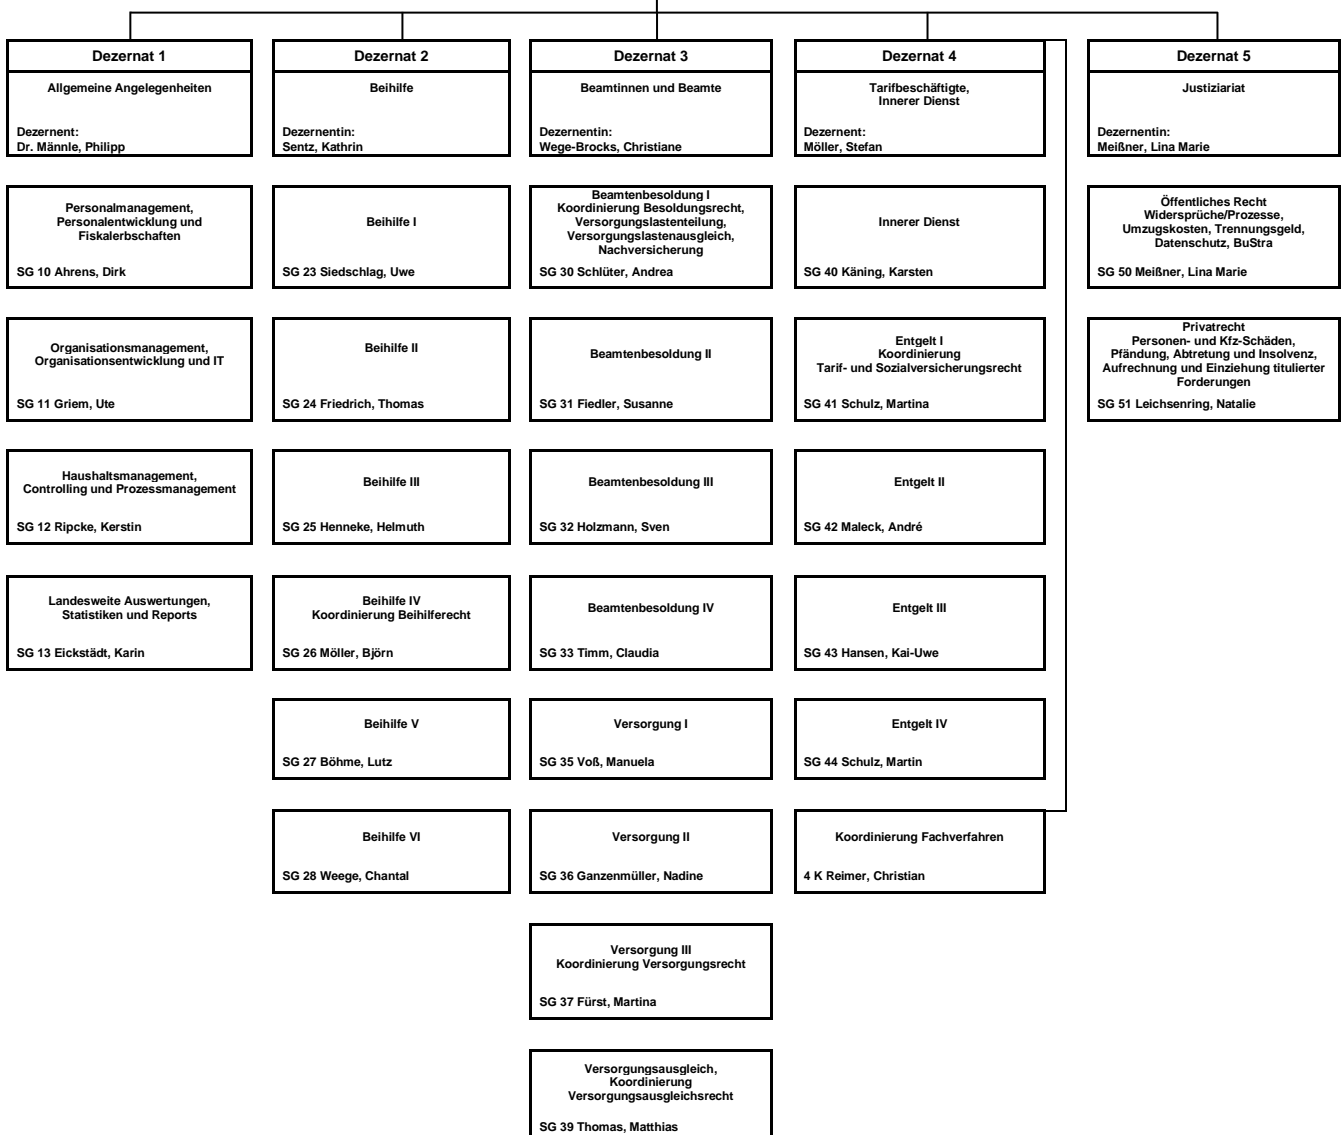 Dezernat 1
Allgemeine Angelegenheiten
Dezernent:
Dr. Männle, Philipp
Personalmanagement,
Personalentwicklung und
Fiskalerbschaften
SG 10 Ahrens, Dirk
Organisationsmanagement,
Organisationsentwicklung und IT
SG 11 Griem, Ute
Haushaltsmanagement,
Controlling und Prozessmanagement
SG 12 Ripcke, Kerstin
Landesweite Auswertungen,
Statistiken und Reports
SG 13 Eickstädt, Karin
Dezernat 2
Beihilfe
Dezernentin:
Sentz, Kathrin
Beihilfe I
SG 23 Siedschlag, Uwe
Beihilfe II
SG 24 Friedrich, Thomas
Beihilfe III
SG 25 Henneke, Helmuth
Beihilfe IV
Koordinierung Beihilferecht
SG 26 Möller, Björn
Beihilfe V
SG 27 Böhme, Lutz
Beihilfe VI
SG 28 Weege, Chantal
Dezernat 3
Beamtinnen und Beamte
Dezernentin:
Wege-Brocks, Christiane
Beamtenbesoldung I
Koordinierung Besoldungsrecht,
Versorgungslastenteilung,
Versorgungslastenausgleich,
Nachversicherung
SG 30 Schlüter, Andrea
Beamtenbesoldung II
SG 31 Fiedler, Susanne
Beamtenbesoldung III
SG 32 Holzmann, Sven
Beamtenbesoldung IV
SG 33 Timm, Claudia
Versorgung I
SG 35 Voß, Manuela
Versorgung II
SG 36 Ganzenmüller, Nadine
Versorgung III
Koordinierung Versorgungsrecht
SG 37 Fürst, Martina
Versorgungsausgleich,
Koordinierung
Versorgungsausgleichsrecht
SG 39 Thomas, Matthias
Dezernat 4
Tarifbeschäftigte,
Innerer Dienst
Dezernent:
Möller, Stefan
Innerer Dienst
SG 40 Käning, Karsten
Entgelt I
Koordinierung
Tarif- und Sozialversicherungsrecht
SG 41 Schulz, Martina
Entgelt II
SG 42 Maleck, André
Entgelt III
SG 43 Hansen, Kai-Uwe
Entgelt IV
SG 44 Schulz, Martin
Koordinierung Fachverfahren
4 K Reimer, Christian
Dezernat 5
Justiziariat
Dezernentin:
Meißner, Lina Marie
Öffentliches Recht
Widersprüche/Prozesse,
Umzugskosten, Trennungsgeld,
Datenschutz, BuStra
SG 50 Meißner, Lina Marie
Privatrecht
Personen- und Kfz-Schäden,
Pfändung, Abtretung und Insolvenz,
Aufrechnung und Einziehung titulierter
Forderungen
SG 51 Leichsenring, Natalie